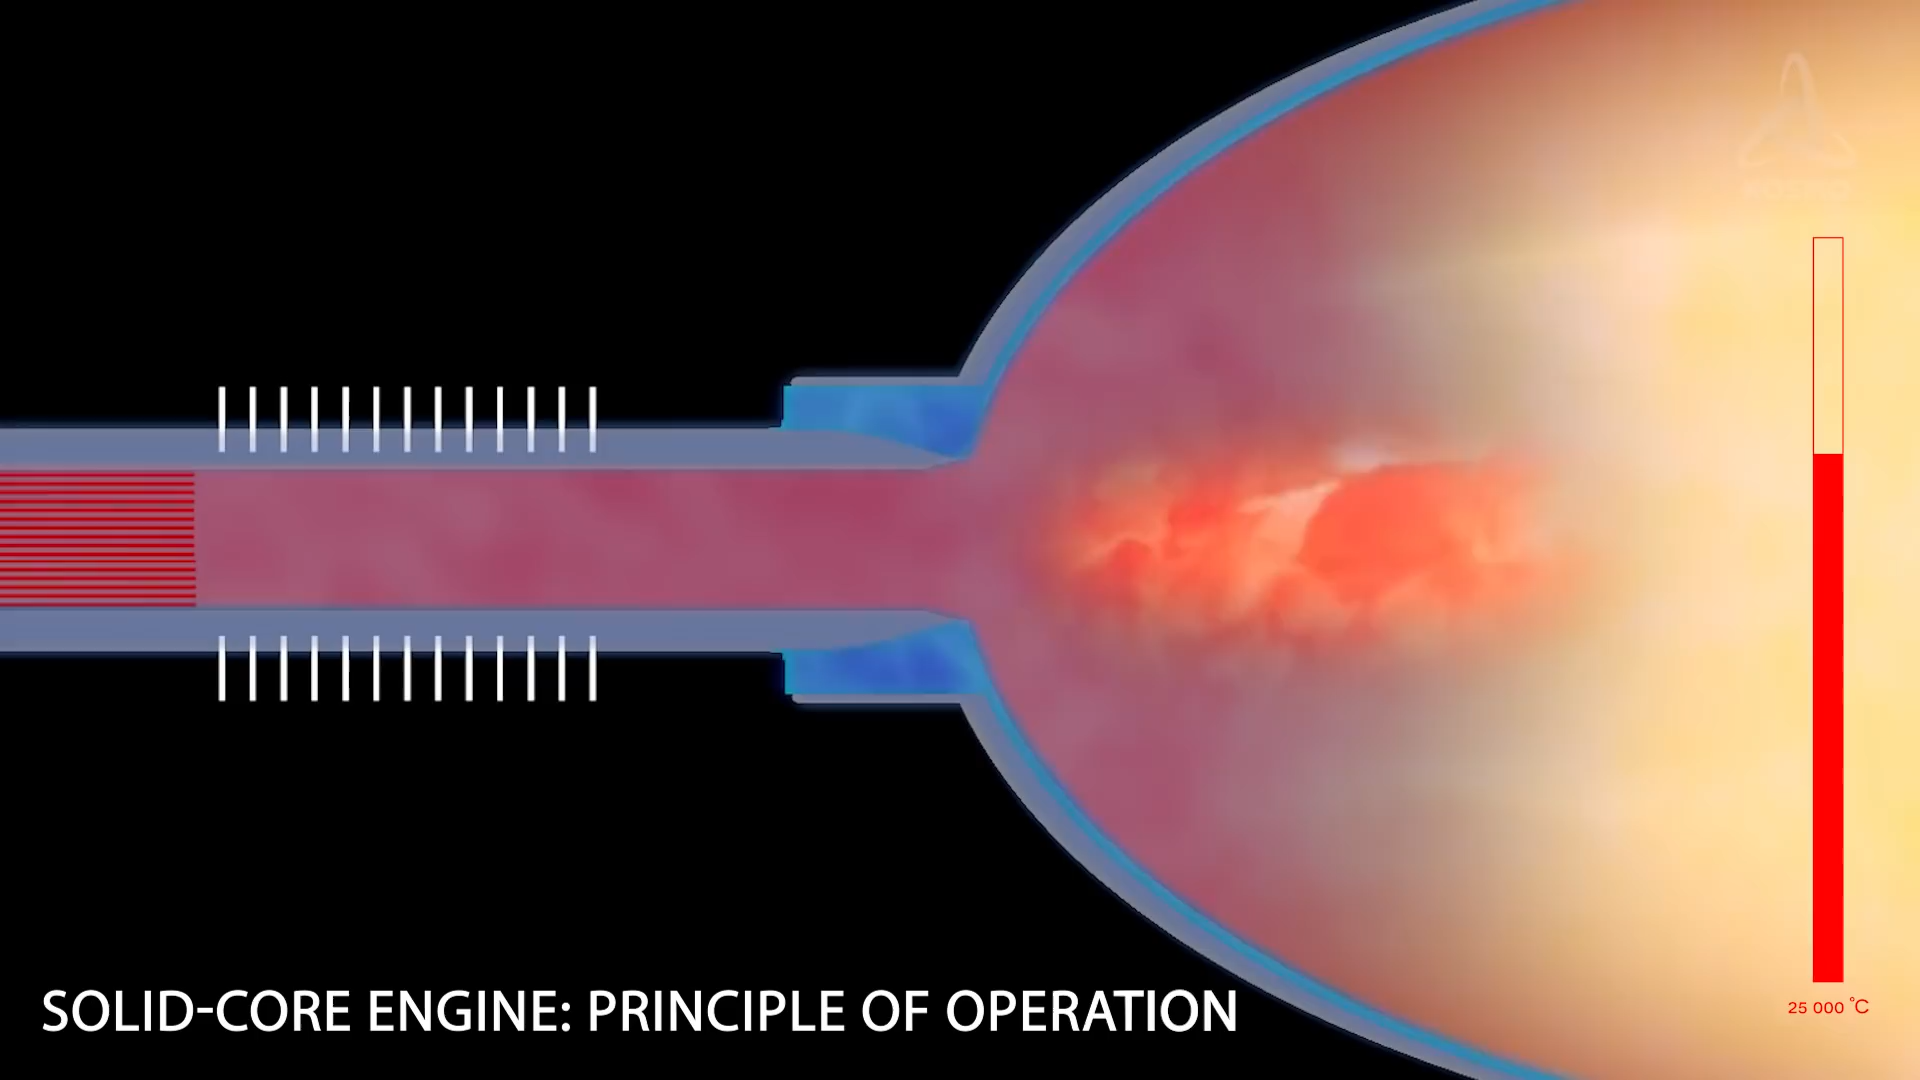 SOLID-CORE ENGINE: PRINCIPLE OF OPERATION
25 000 °C